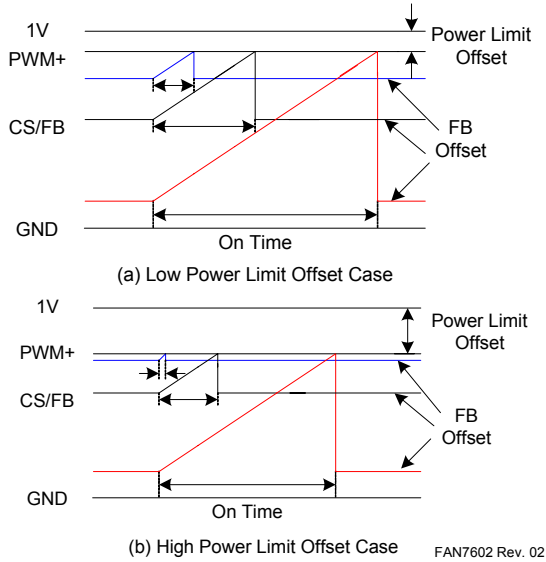 1V
Power Limit
Offset
PWM+
CS/FB
FB
Offset
GND
On Time
(a) Low Power Limit Offset Case
1V
Power Limit
Offset
PWM+
CS/FB
FB
Offset
GND
On Time
(b) High Power Limit Offset Case
FAN7602 Rev. 02